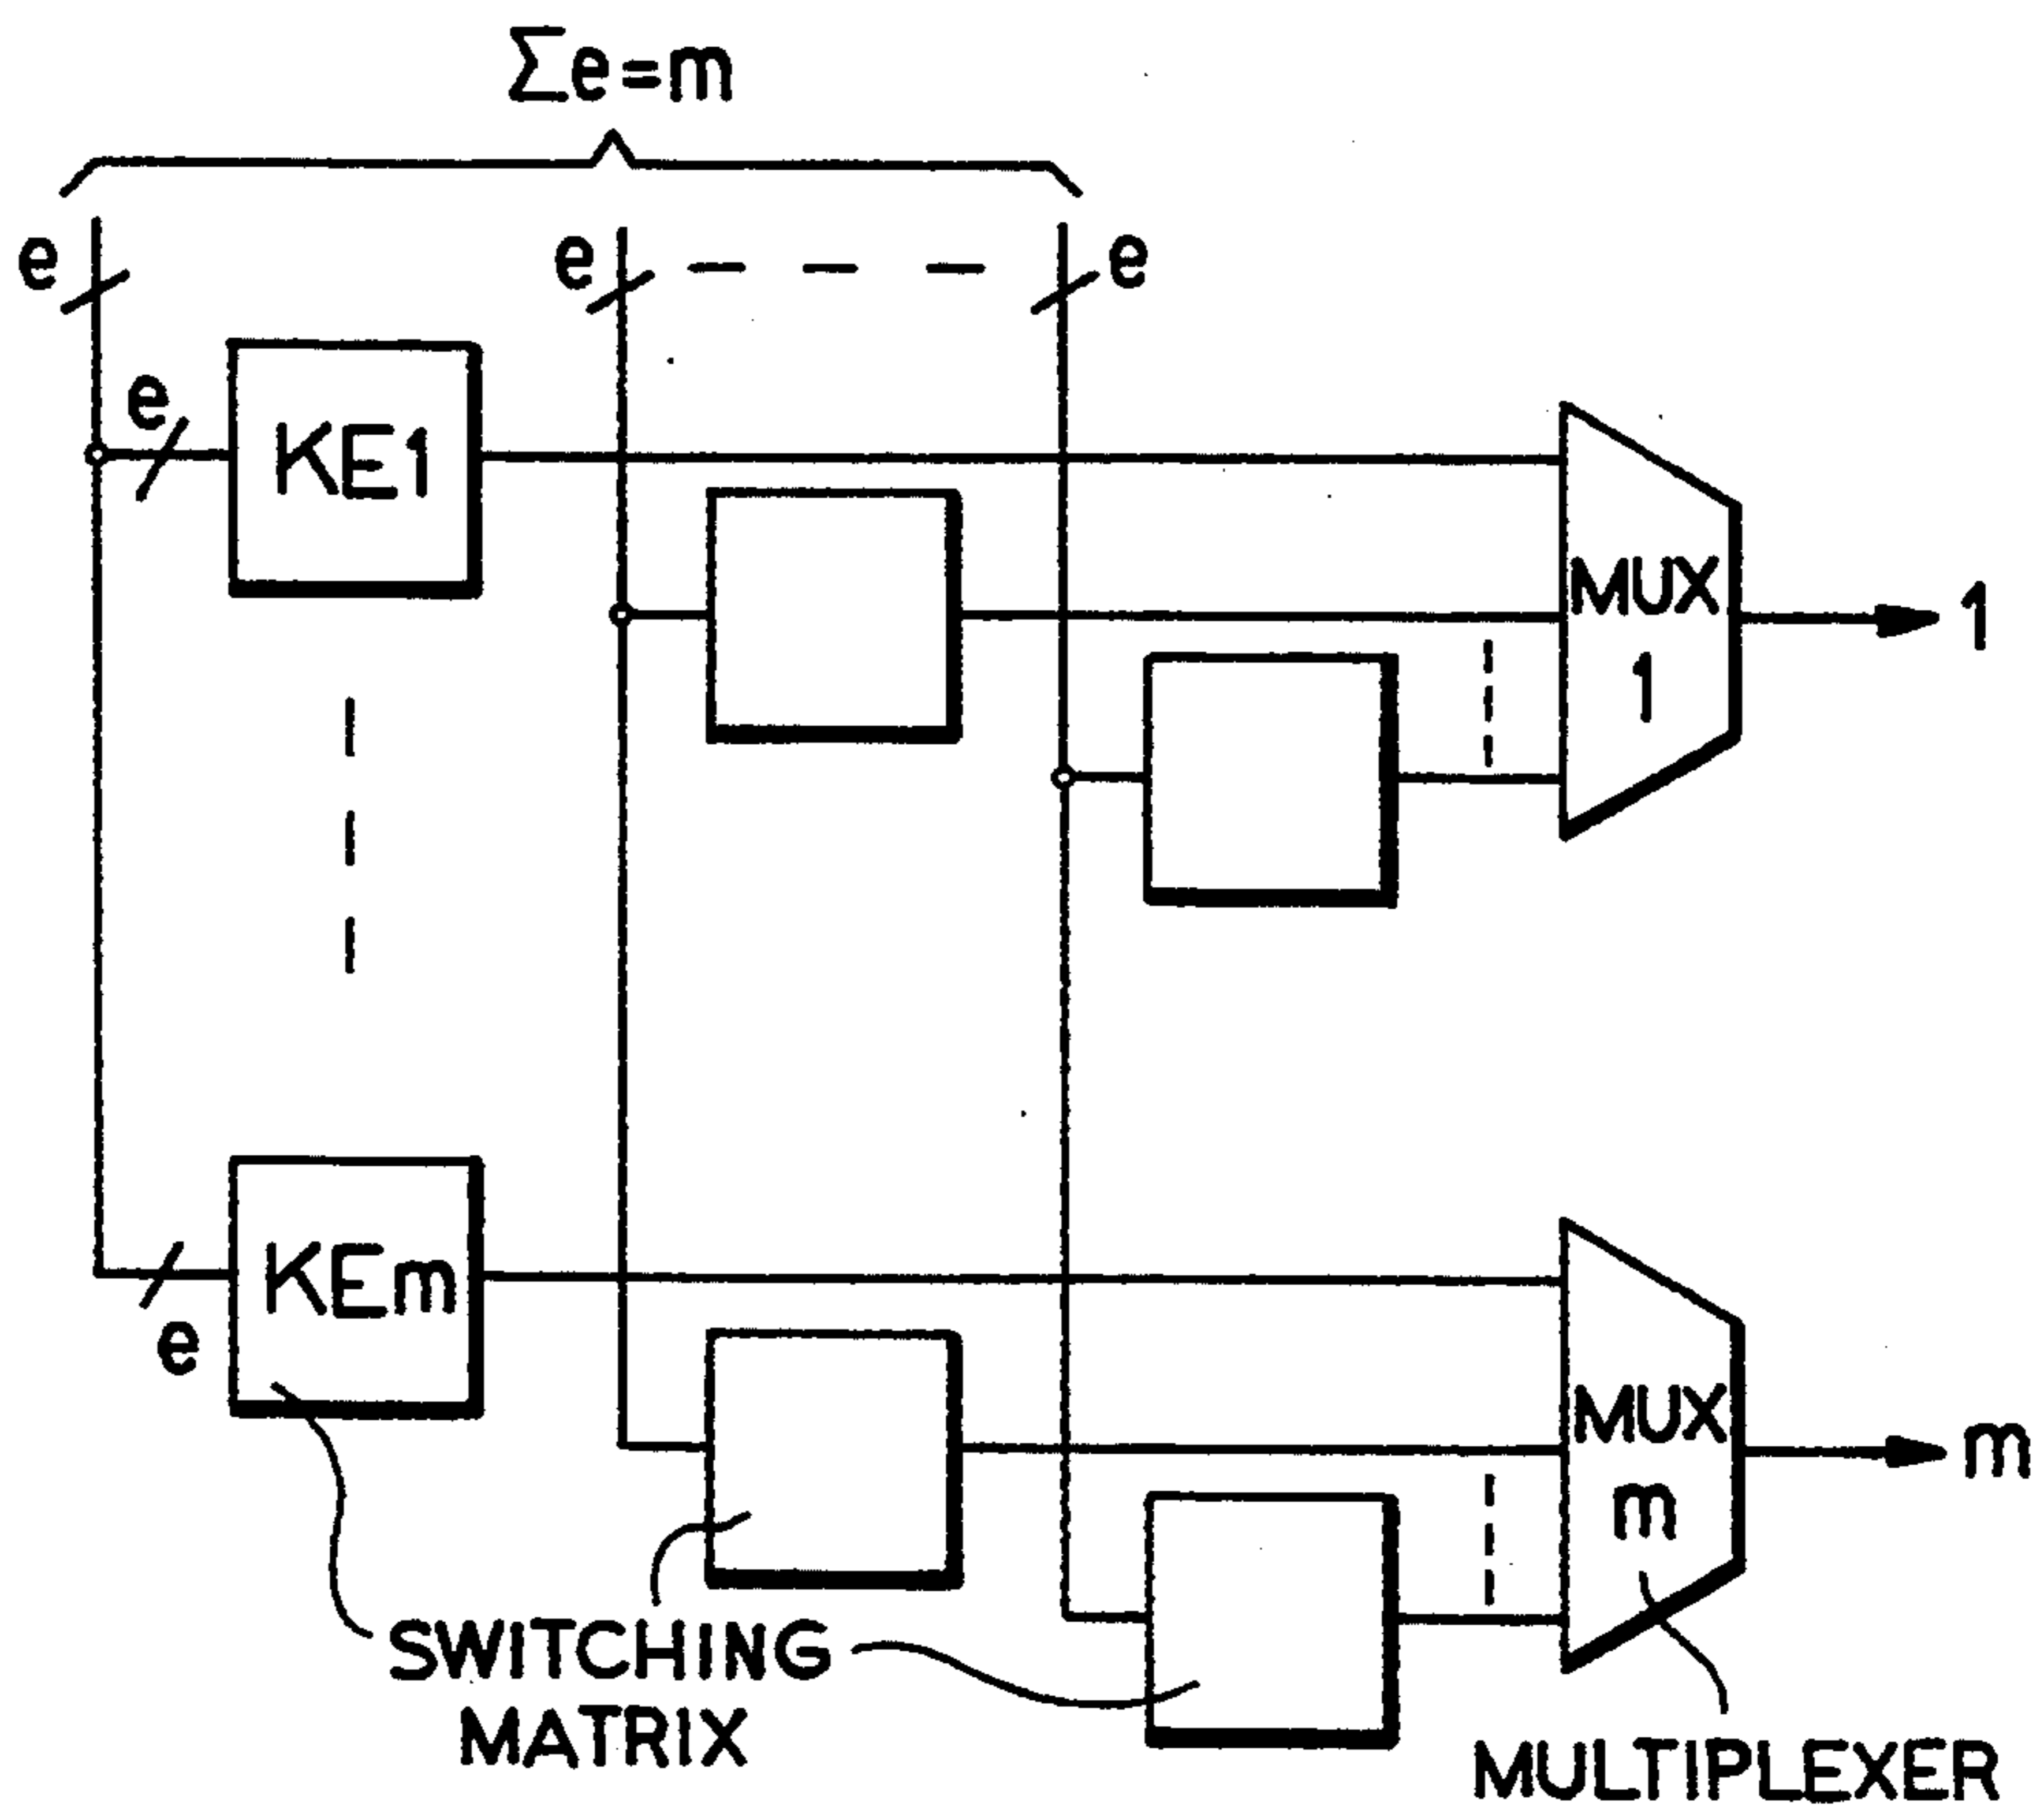 Σe=m
e
e
e
e
KE1
MUX
1
1
KEm
e
MUX
m
m
SWITCHING
MATRIX
MULTIPLEXER